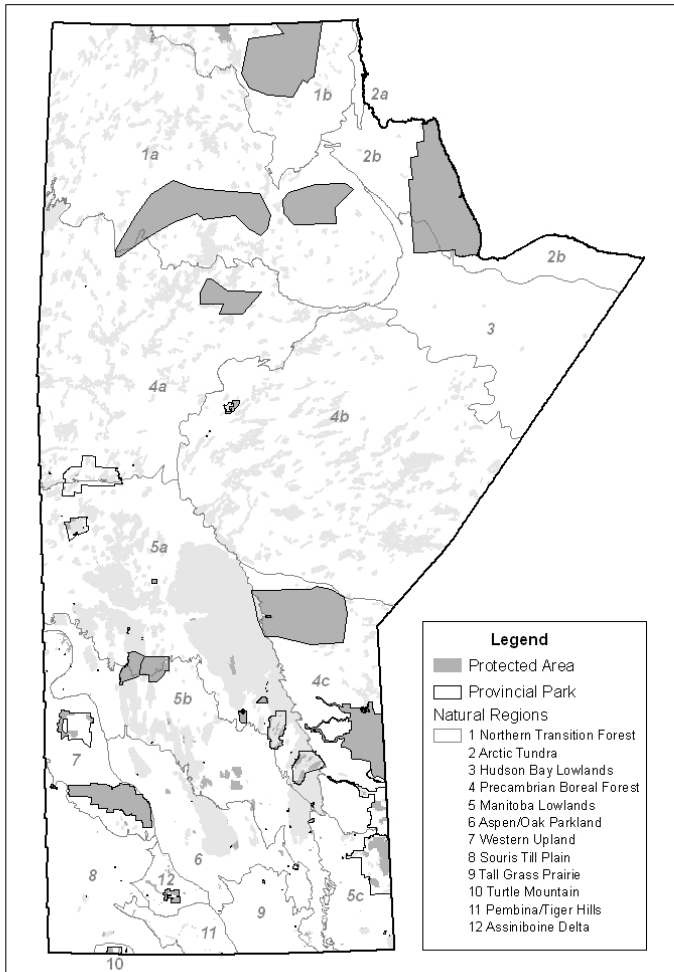 1b
2a
1a
2b
2b
3
4a
4b
5a
4c
5b
7
6
8
12
9
5c
11
10
Legend
Protected Area
Provincial Park
Natural Regions
1 Northern Transition Forest
2 Arctic Tundra
3 Hudson Bay Lowlands
4 Precambrian Boreal Forest
5 Manitoba Lowlands
6 Aspen/Oak Parkland
7 Western Upland
8 Souris Till Plain
9 Tall Grass Prairie
10 Turtle Mountain
11 Pembina/Tiger Hills
12 Assiniboine Delta